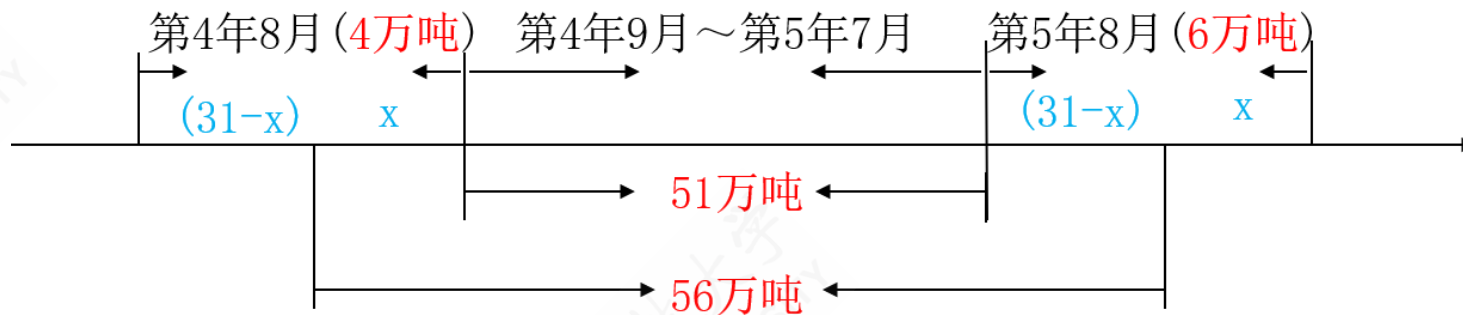 第4年8月(4万吨) 第4年9月～第5年7月 第5年8月(6万吨)
(31-x) x (31-x) x
51万吨
56万吨